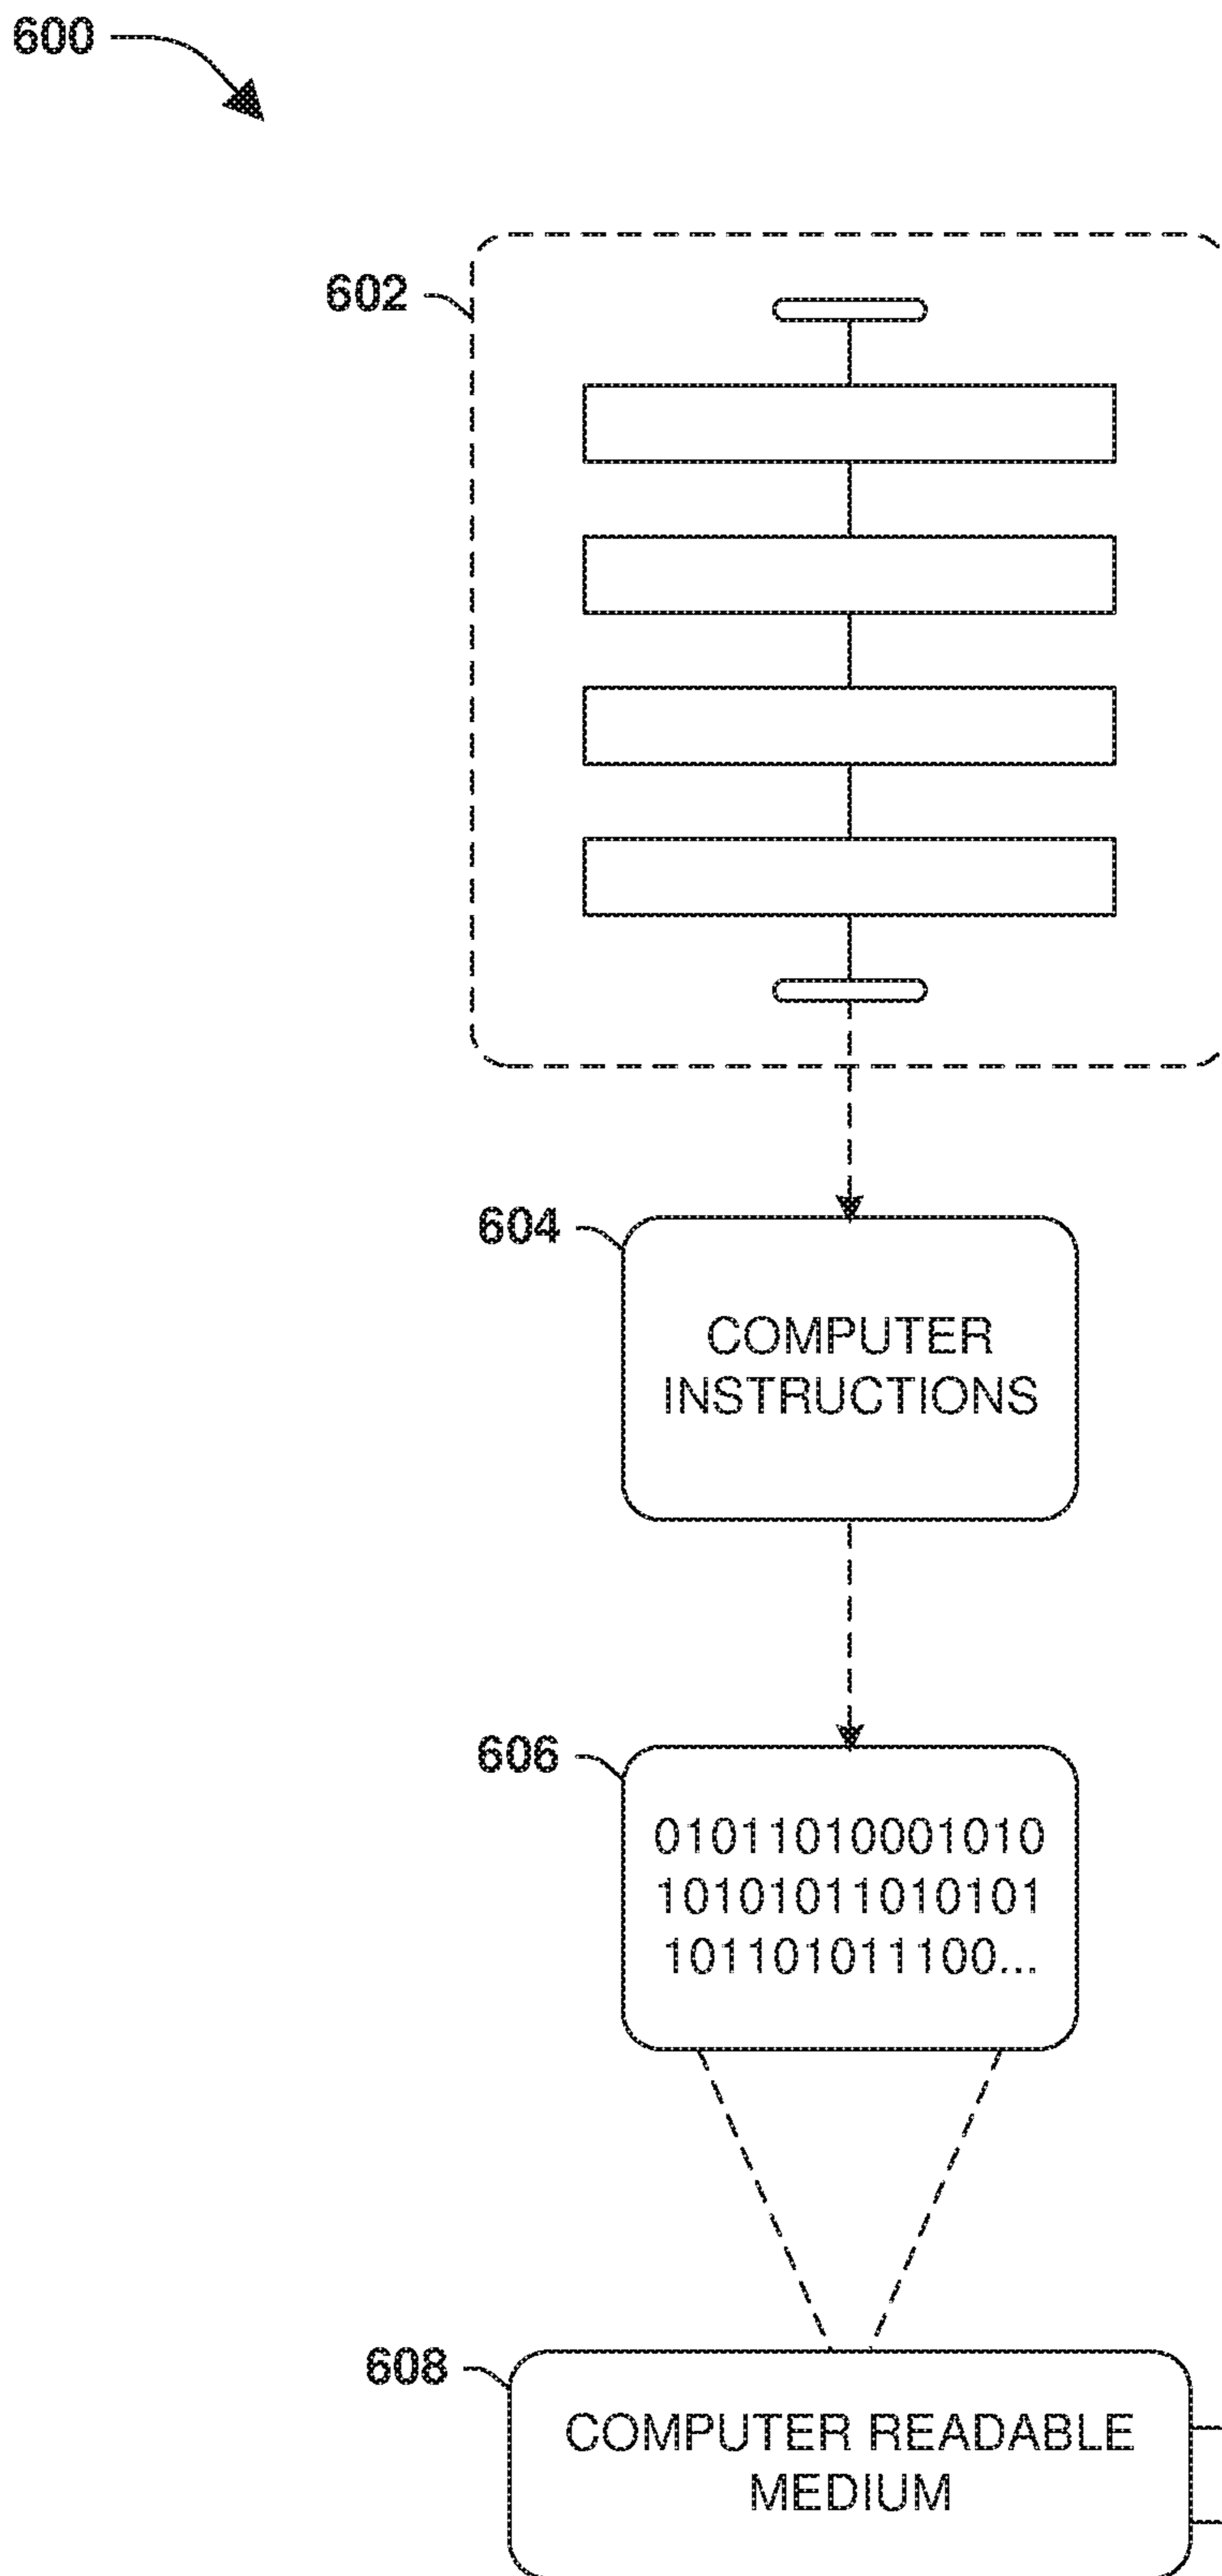 600
602
604
COMPUTER
INSTRUCTIONS
606
01011010001010
10101011010101
101101011100...
608
COMPUTER READABLE
MEDIUM